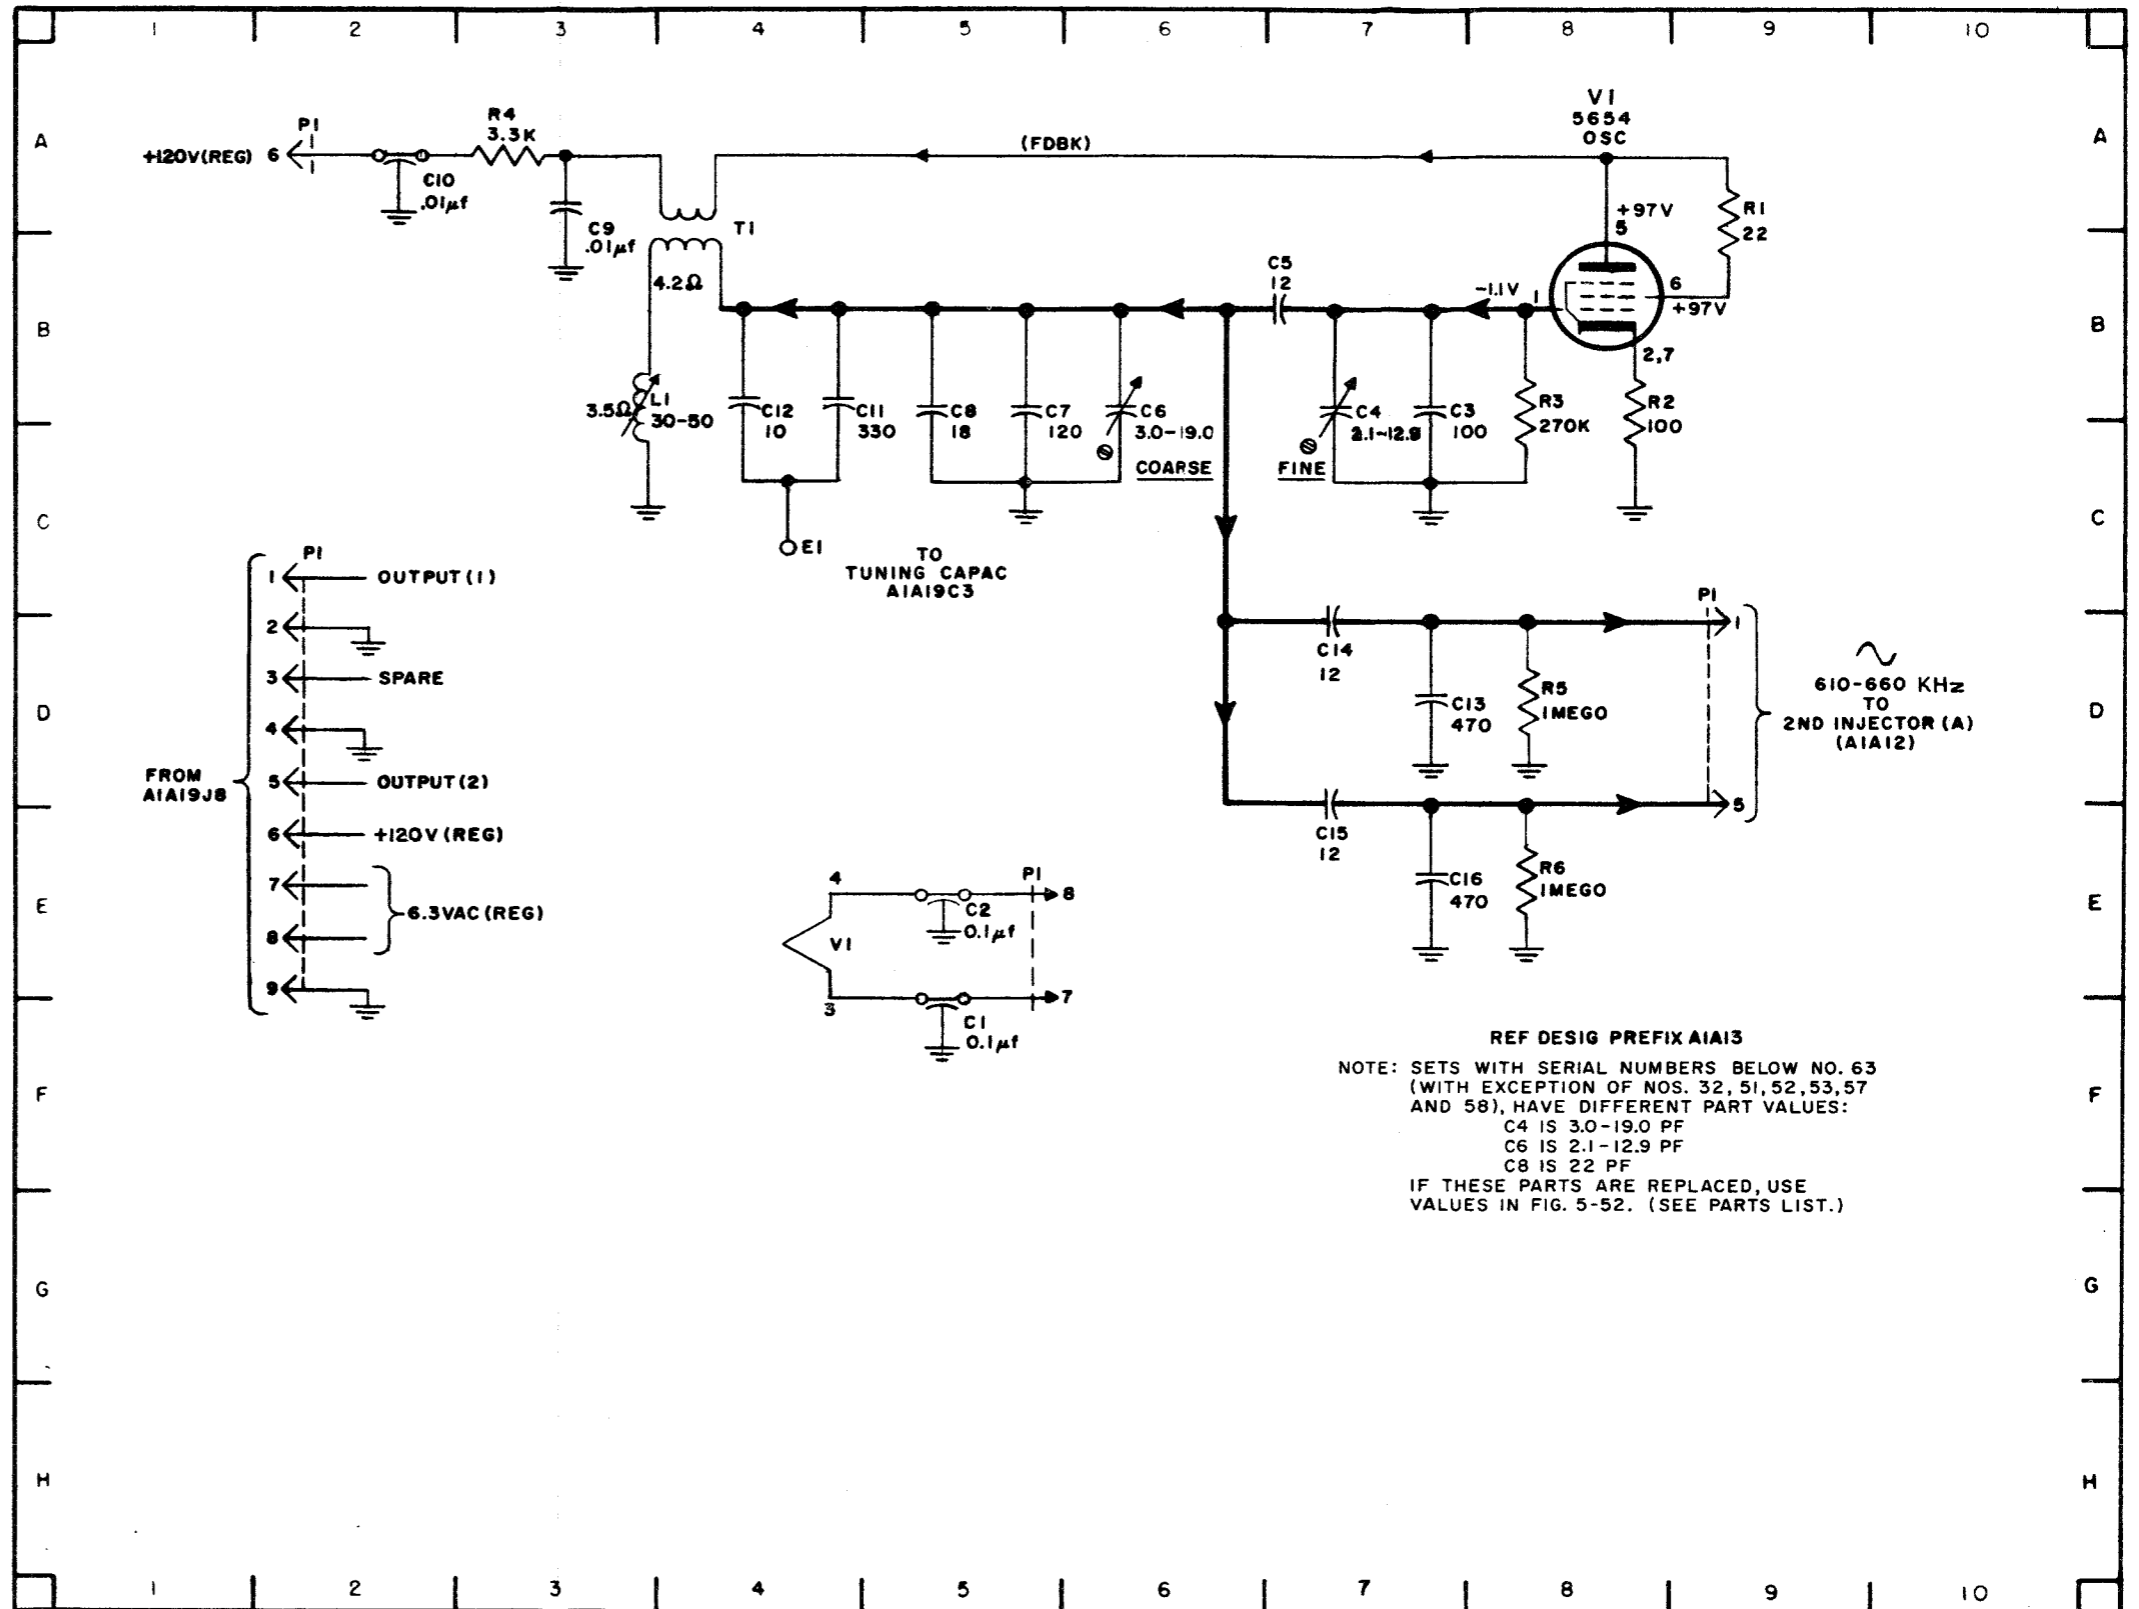 1 2 3 4 5 6 7 8 9 10
A
B
C
D
E
F
G
H
+120V(REG) 6
P1
C10
.01µf
R4
3.3K
C9
.01µf
T1
4.2Ω
(FDBK)
V1
5654
OSC
+97V
5
R1
22
6
+97V
-1.1V
1
2,7
C5
12
3.5Ω
L1
30-50
C12
10
C11
330
C8
18
C7
120
C6
3.0-19.0
COARSE
C4
2.1-12.9
FINE
C3
100
R3
270K
R2
100
E1
TO
TUNING CAPAC
A1A19C3
FROM
A1A19J8
P1
1 OUTPUT(1)
2
3 SPARE
4
5 OUTPUT(2)
6 +120V(REG)
7
8
6.3VAC(REG)
9
C14
12
C13
470
R5
1MEGO
P1
1
C15
12
C16
470
R6
1MEGO
5
610-660 KHz
TO
2ND INJECTOR (A)
(A1A12)
4
V1
3
C2
0.1µf
P1
8
C1
0.1µf
7
REF DESIG PREFIX A1A13
NOTE: SETS WITH SERIAL NUMBERS BELOW NO. 63
(WITH EXCEPTION OF NOS. 32, 51, 52, 53, 57
AND 58), HAVE DIFFERENT PART VALUES:
C4 IS 3.0-19.0 PF
C6 IS 2.1-12.9 PF
C8 IS 22 PF
IF THESE PARTS ARE REPLACED, USE
VALUES IN FIG. 5-52. (SEE PARTS LIST.)
A
B
C
D
E
F
G
H
1 2 3 4 5 6 7 8 9 10